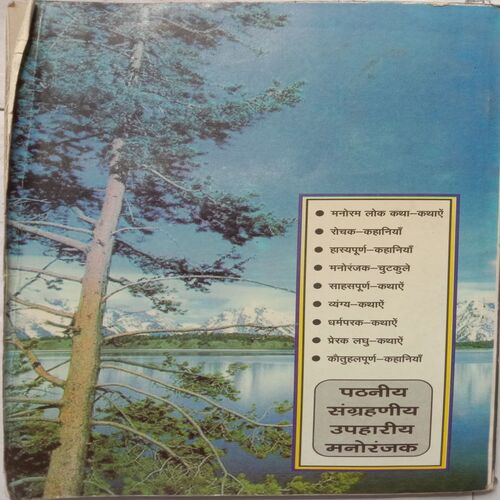 ● मनोरम लोक कथा–कथाऐं
● रोचक–कहानियाँ
● हास्यपूर्ण–कहानियाँ
● मनोरंजक–चुटकुले
● साहसपूर्ण–कथाऐं
● व्यंग्य–कथाऐं
● धर्मपरक–कथाऐं
● प्रेरक लघु–कथाऐं
● कौतुहलपूर्ण–कहानियाँ
पठनीय
संग्रहणीय
उपहारीय
मनोरंजक